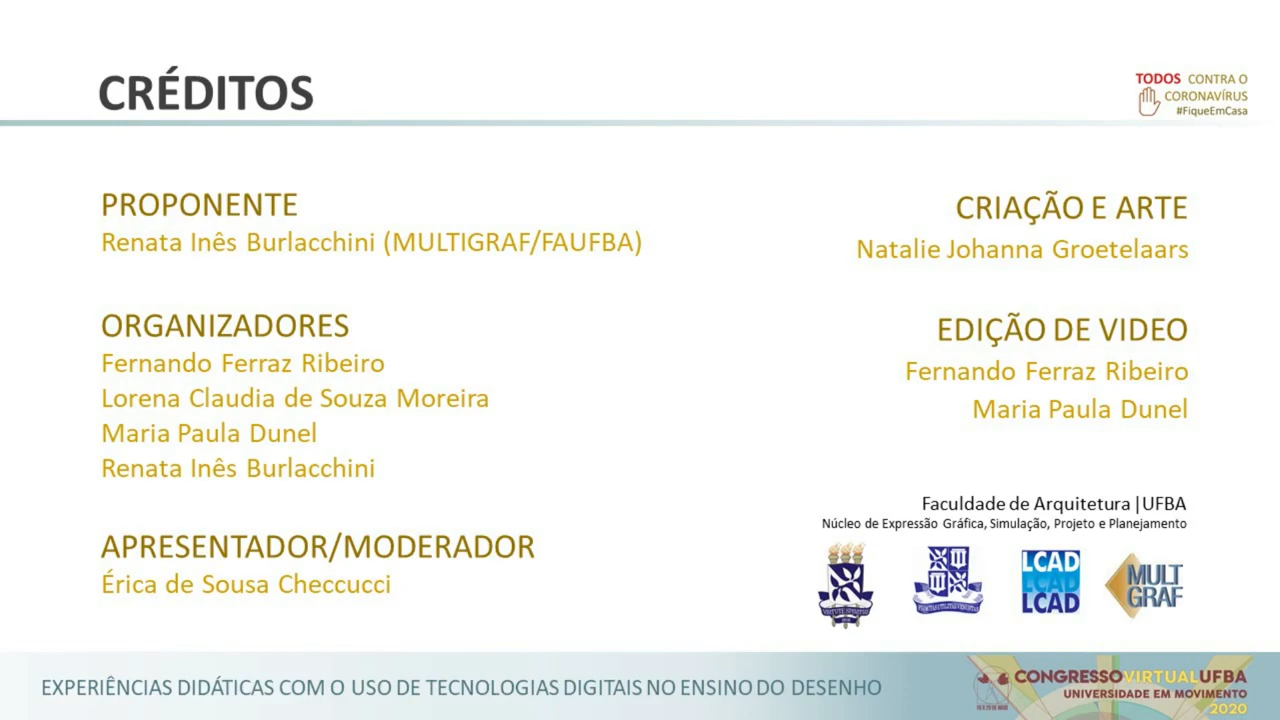 CRÉDITOS
TODOS CONTRA O
CORONAVÍRUS
#FiqueEmCasa
PROPONENTE
Renata Inês Burlacchini (MULTIGRAF/FAUFBA)
ORGANIZADORES
Fernando Ferraz Ribeiro
Lorena Claudia de Souza Moreira
Maria Paula Dunel
Renata Inês Burlacchini
APRESENTADOR/MODERADOR
Érica de Sousa Checcucci
CRIAÇÃO E ARTE
Natalie Johanna Groetelaars
EDIÇÃO DE VIDEO
Fernando Ferraz Ribeiro
Maria Paula Dunel
Faculdade de Arquitetura |UFBA
Núcleo de Expressão Gráfica, Simulação, Projeto e Planejamento
VIRTUTE SPIRITUS
LCAD
LCAD
LCAD
MULT
GRAF
EXPERIÊNCIAS DIDÁTICAS COM O USO DE TECNOLOGIAS DIGITAIS NO ENSINO DO DESENHO
CONGRESSOVIRTUALUFBA
UNIVERSIDADE EM MOVIMENTO
2020